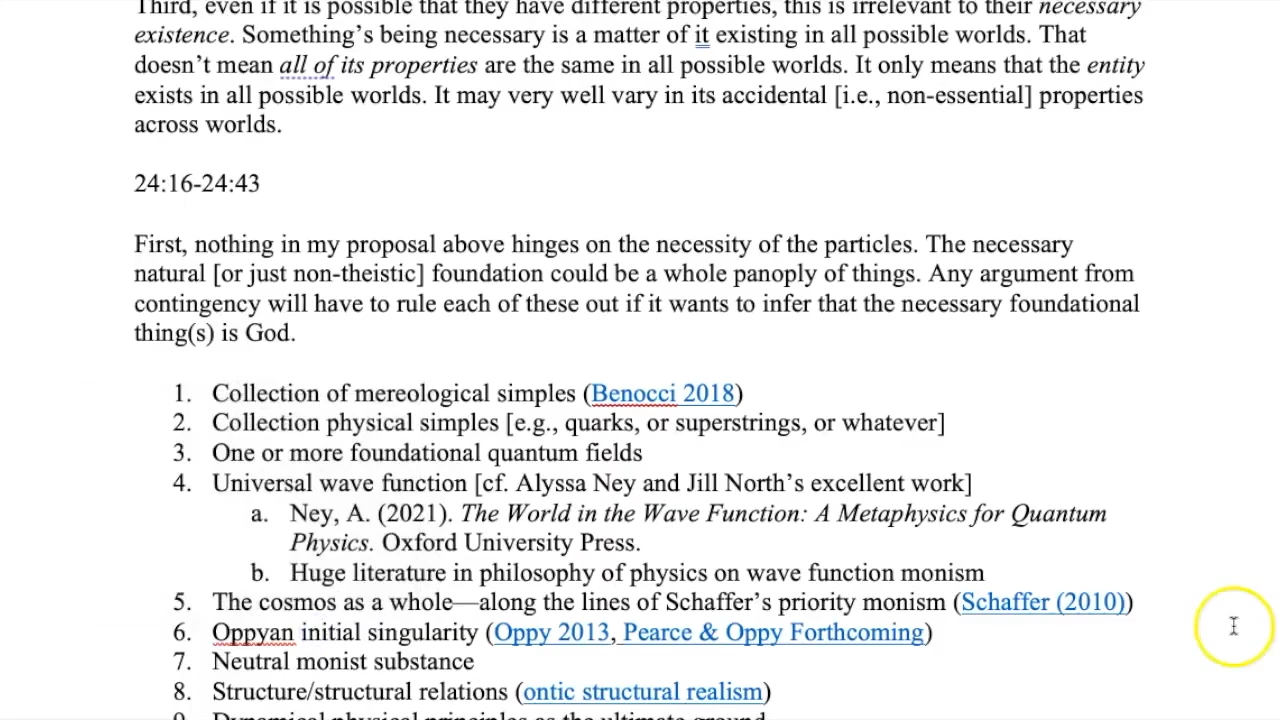 Third, even if it is possible that they have different properties, this is irrelevant to their necessary
existence. Something's being necessary is a matter of it existing in all possible worlds. That
doesn't mean all of its properties are the same in all possible worlds. It only means that the entity
exists in all possible worlds. It may very well vary in its accidental [i.e., non-essential] properties
across worlds.
24:16-24:43
First, nothing in my proposal above hinges on the necessity of the particles. The necessary
natural [or just non-theistic] foundation could be a whole panoply of things. Any argument from
contingency will have to rule each of these out if it wants to infer that the necessary foundational
thing(s) is God.
1. Collection of mereological simples (Benocci 2018)
2. Collection physical simples [e.g., quarks, or superstrings, or whatever]
3. One or more foundational quantum fields
4. Universal wave function [cf. Alyssa Ney and Jill North's excellent work]
a. Ney, A. (2021). The World in the Wave Function: A Metaphysics for Quantum
Physics. Oxford University Press.
b. Huge literature in philosophy of physics on wave function monism
5. The cosmos as a whole—along the lines of Schaffer's priority monism (Schaffer (2010))
6. Oppyan initial singularity (Oppy 2013, Pearce & Oppy Forthcoming)
7. Neutral monist substance
8. Structure/structural relations (ontic structural realism)
9. Dynamical physical principles as the ultimate ground